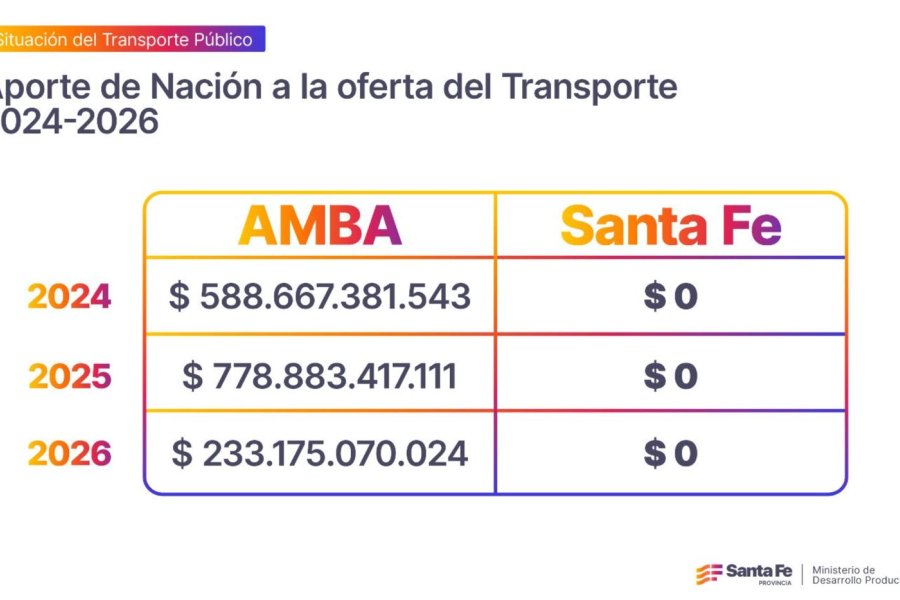 Situación del Transporte Público
Aporte de Nación a la oferta del Transporte
2024-2026
AMBA Santa Fe
2024 $ 588.667.381.543 $ 0
2025 $ 778.883.417.111 $ 0
2026 $ 233.175.070.024 $ 0
Santa Fe
PROVINCIA
Ministerio de
Desarrollo Produc